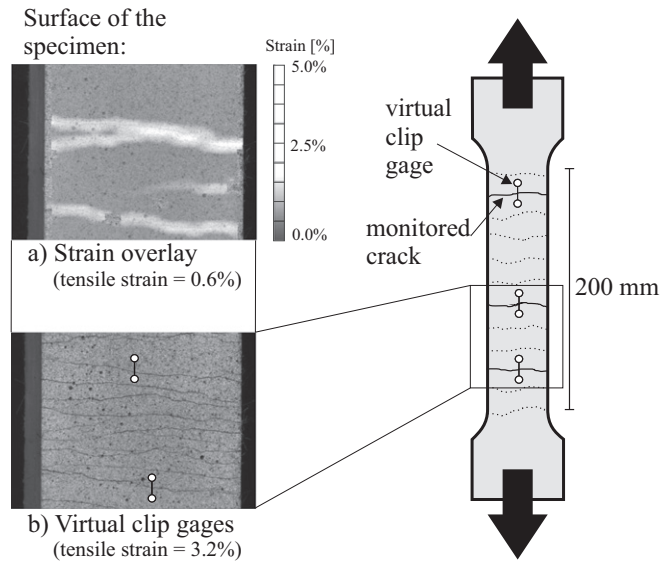 Surface of the
specimen:
Strain [%]
5.0%
2.5%
0.0%
a) Strain overlay
(tensile strain = 0.6%)
b) Virtual clip gages
(tensile strain = 3.2%)
virtual
clip
gage
monitored
crack
200 mm